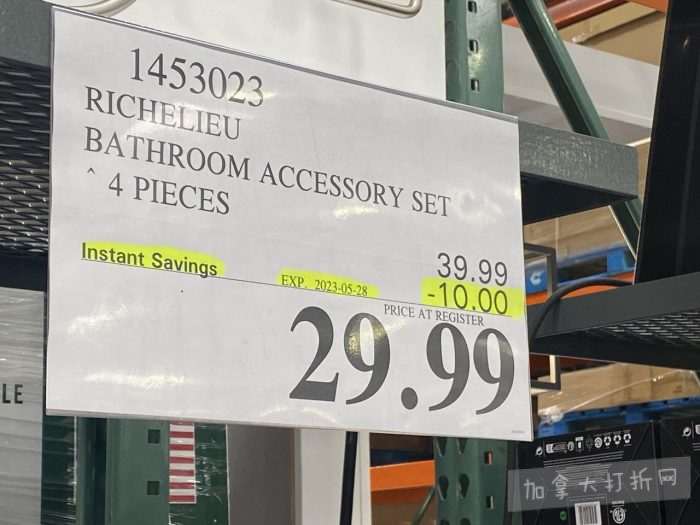 1453023
RICHELIEU
BATHROOM ACCESSORY SET
^ 4 PIECES
39.99
Instant Savings EXP. 2023-05-28 -10.00
PRICE AT REGISTER
29.99
LE
加拿大打折网